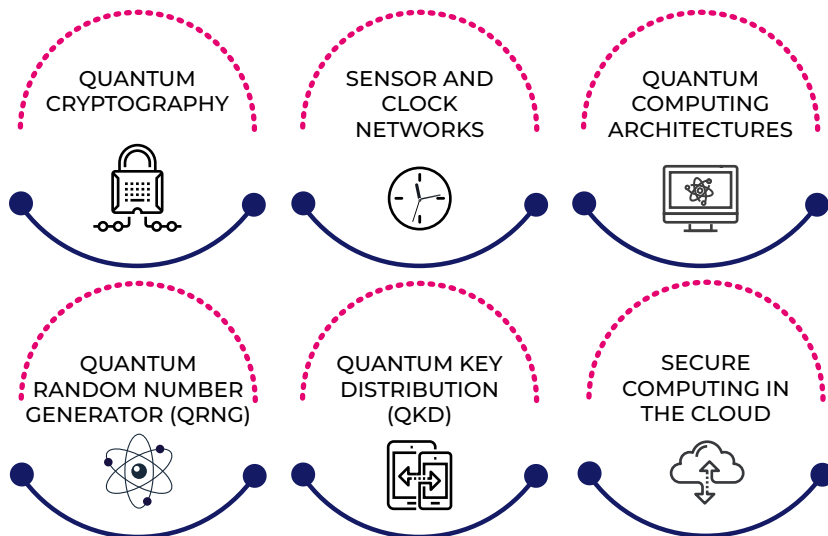 QUANTUM
CRYPTOGRAPHY
SENSOR AND
CLOCK
NETWORKS
QUANTUM
COMPUTING
ARCHITECTURES
QUANTUM
RANDOM NUMBER
GENERATOR (QRNG)
QUANTUM KEY
DISTRIBUTION
(QKD)
SECURE
COMPUTING IN
THE CLOUD